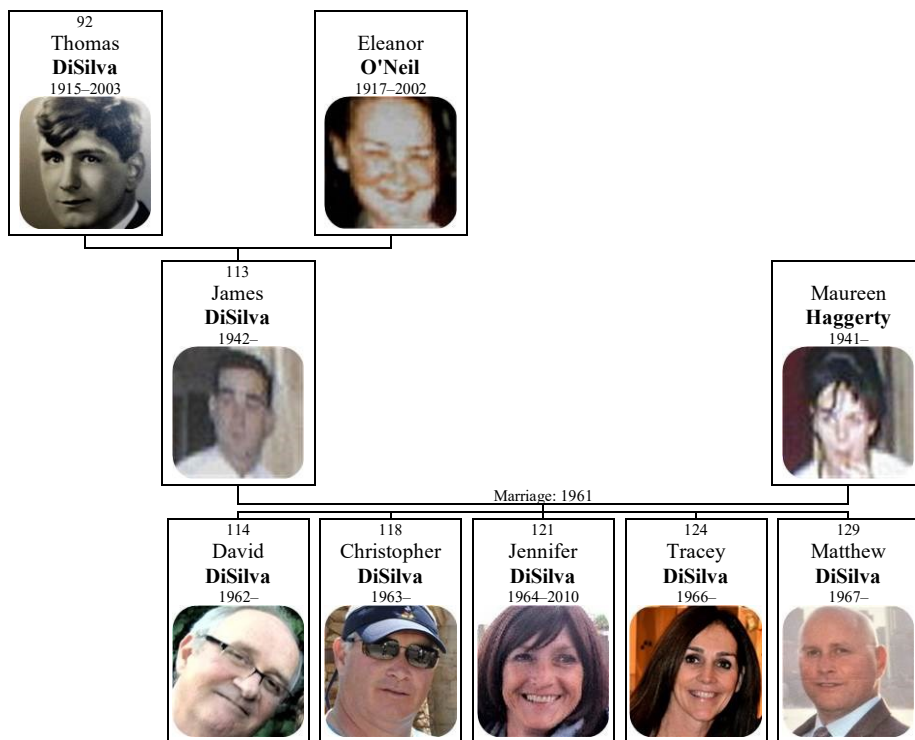 92
Thomas
DiSilva
1915–2003
Eleanor
O'Neil
1917–2002
113
James
DiSilva
1942–
Maureen
Haggerty
1941–
Marriage: 1961
114
David
DiSilva
1962–
118
Christopher
DiSilva
1963–
121
Jennifer
DiSilva
1964–2010
124
Tracey
DiSilva
1966–
129
Matthew
DiSilva
1967–